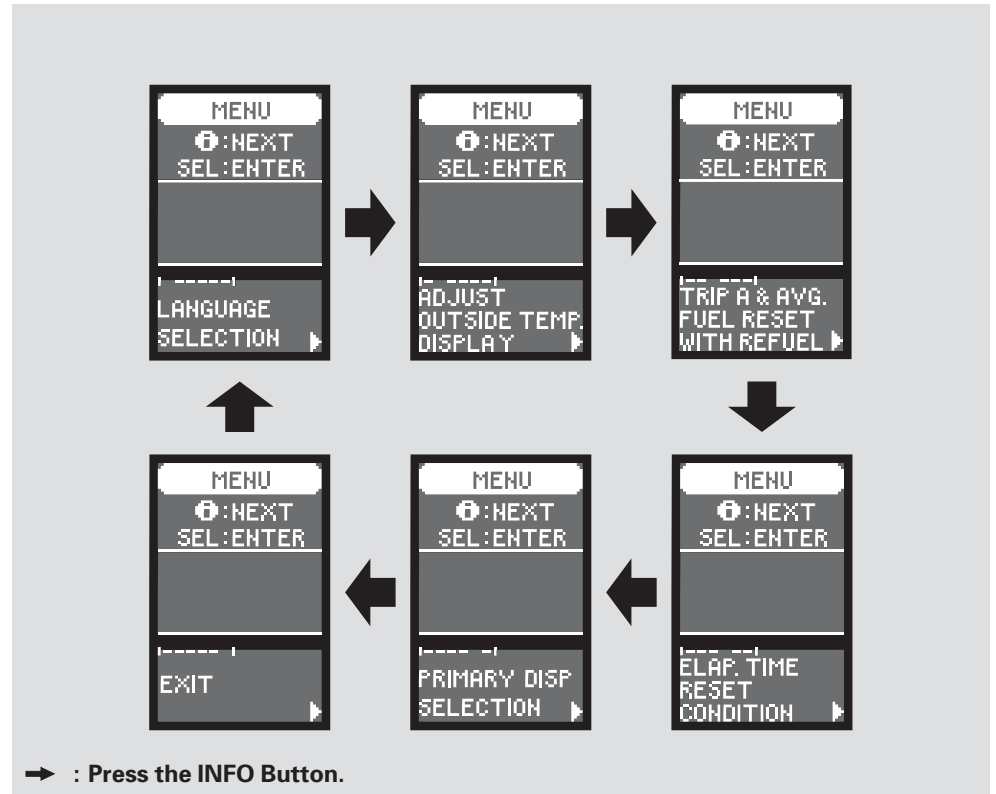 MENU
ⓘ:NEXT
SEL:ENTER
LANGUAGE
SELECTION
MENU
ⓘ:NEXT
SEL:ENTER
ADJUST
OUTSIDE TEMP.
DISPLAY
MENU
ⓘ:NEXT
SEL:ENTER
TRIP A & AVG.
FUEL RESET
WITH REFUEL
MENU
ⓘ:NEXT
SEL:ENTER
EXIT
MENU
ⓘ:NEXT
SEL:ENTER
PRIMARY DISP
SELECTION
MENU
ⓘ:NEXT
SEL:ENTER
ELAP. TIME
RESET
CONDITION
: Press the INFO Button.